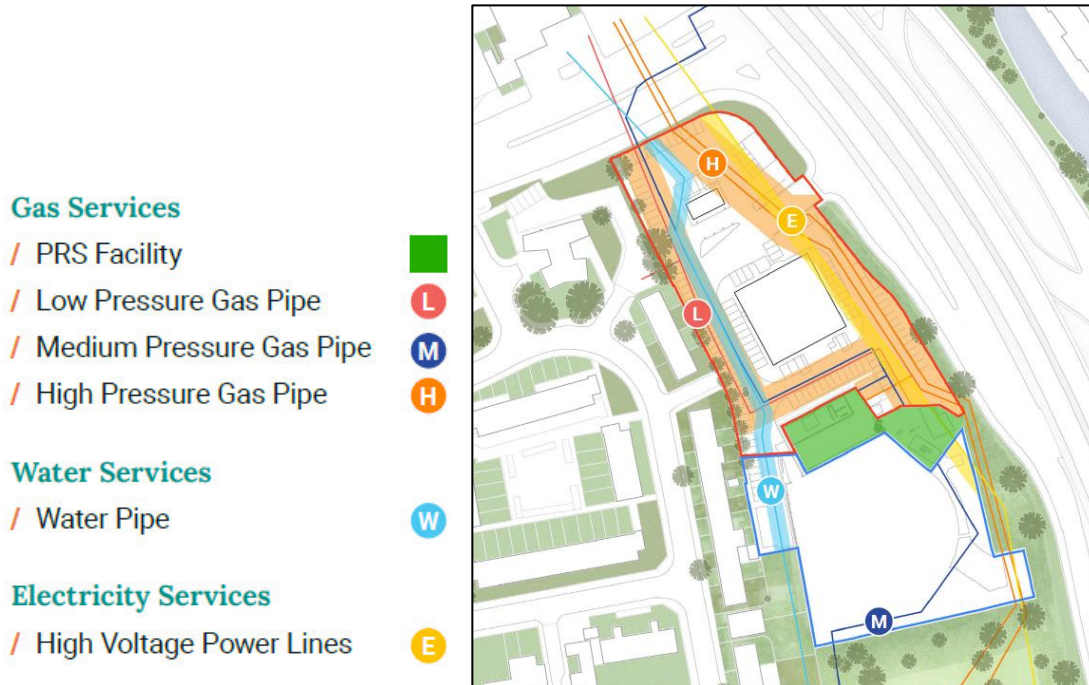 Gas Services
/ PRS Facility
/ Low Pressure Gas Pipe L
/ Medium Pressure Gas Pipe M
/ High Pressure Gas Pipe H
Water Services
/ Water Pipe W
Electricity Services
/ High Voltage Power Lines E
H
E
L
W
M